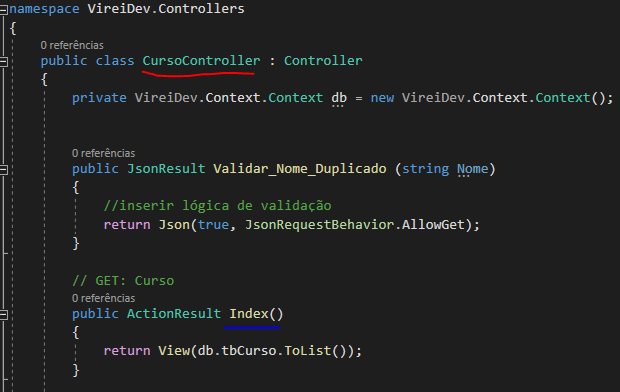 namespace VireiDev.Controllers
{
0 referências
public class CursoController : Controller
{
private VireiDev.Context.Context db = new VireiDev.Context.Context();
0 referências
public JsonResult Validar_Nome_Duplicado (string Nome)
{
//inserir lógica de validação
return Json(true, JsonRequestBehavior.AllowGet);
}
// GET: Curso
0 referências
public ActionResult Index()
{
return View(db.tbCurso.ToList());
}